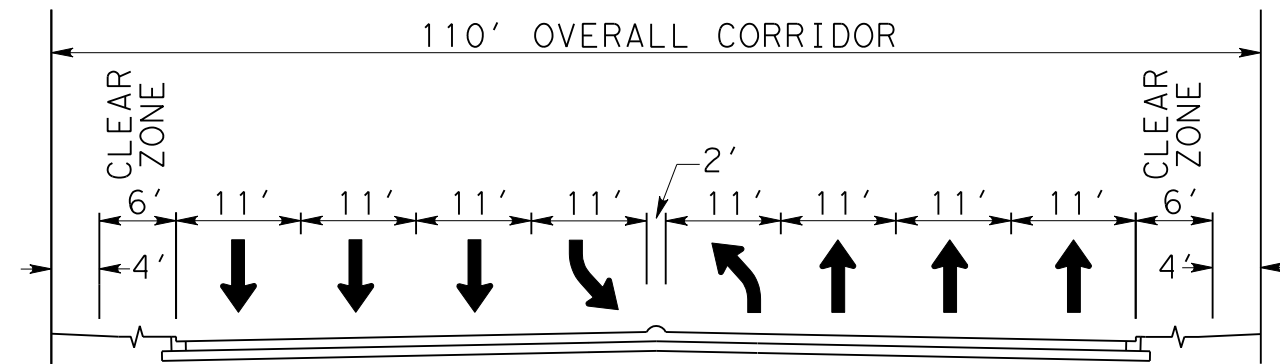 110' OVERALL CORRIDOR
CLEAR
ZONE
CLEAR
ZONE
2'
6' 11' 11' 11' 11' 11' 11' 11' 11' 6'
4' 4'